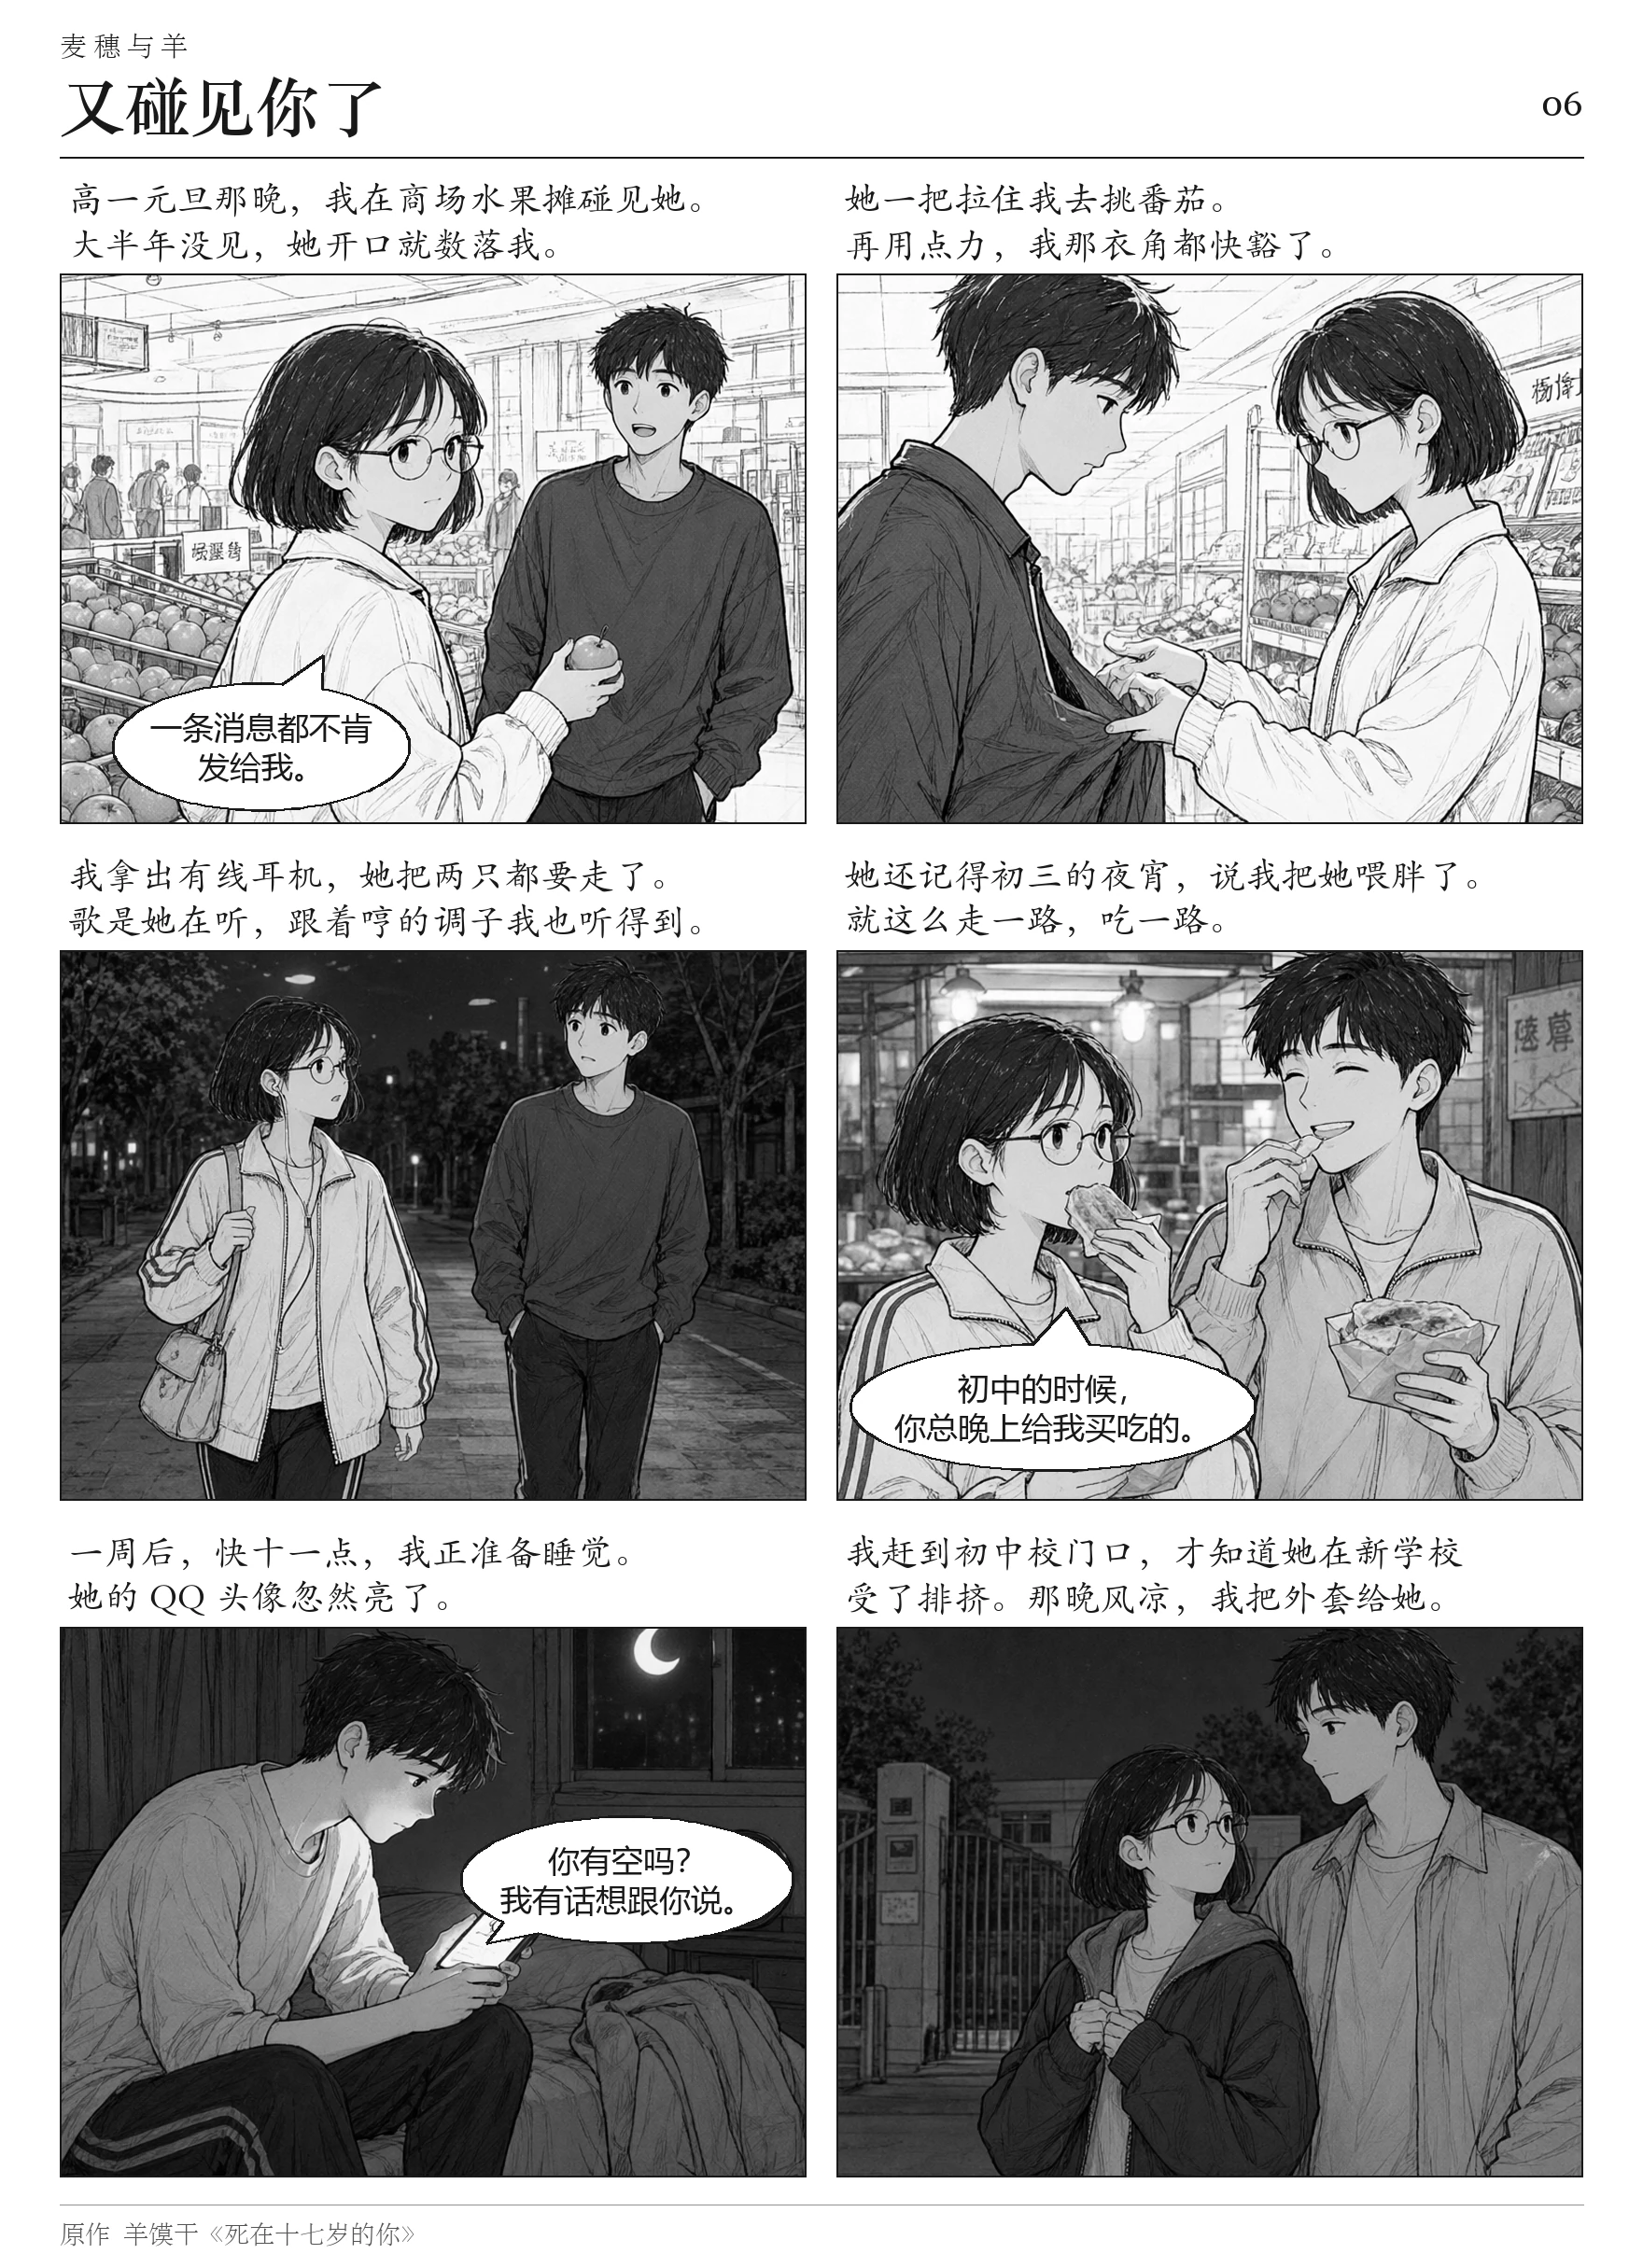 麦穗与羊
又碰见你了
06
高一元旦那晚，我在商场水果摊碰见她。
大半年没见，她开口就数落我。
一条消息都不肯
发给我。
她一把拉住我去挑番茄。
再用点力，我那衣角都快豁了。
我拿出有线耳机，她把两只都要走了。
歌是她在听，跟着哼的调子我也听得到。
她还记得初三的夜宵，说我把她喂胖了。
就这么走一路，吃一路。
初中的时候，
你总晚上给我买吃的。
一周后，快十一点，我正准备睡觉。
她的 QQ 头像忽然亮了。
你有空吗？
我有话想跟你说。
我赶到初中校门口，才知道她在新学校
受了排挤。那晚风凉，我把外套给她。
原作 羊馍干《死在十七岁的你》